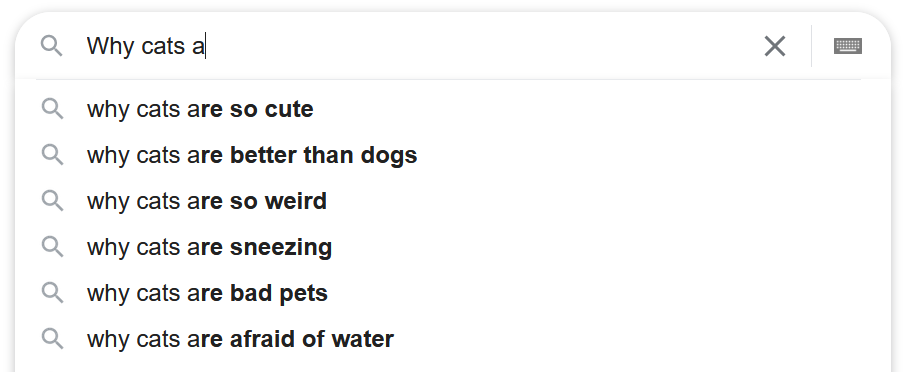 Why cats a
why cats are so cute
why cats are better than dogs
why cats are so weird
why cats are sneezing
why cats are bad pets
why cats are afraid of water